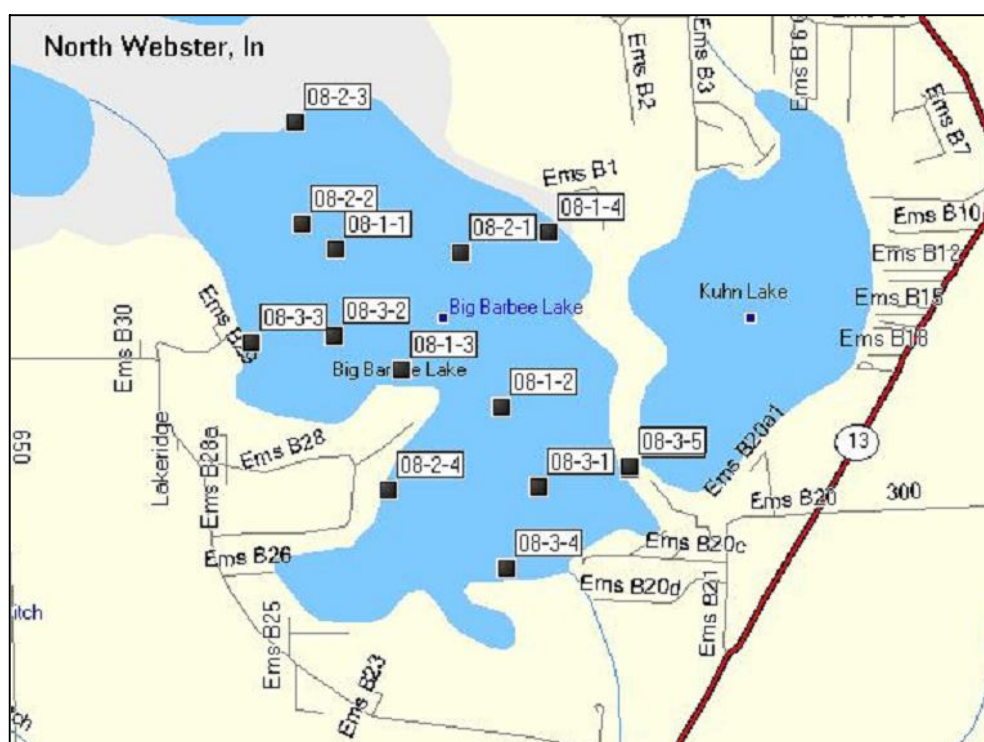 North Webster, In
08-2-3
Ems B2
Ems B3
Ems B7
Ems B1
08-1-4
08-2-2
08-1-1
08-2-1
Ems B10
Ems B12
Ems B15
Ems B18
Kuhn Lake
Big Barbee Lake
Ems B30
08-3-3
08-3-2
08-1-3
Big Bar e Lake
08-1-2
Lakeridge
650
Ems B28a
Ems B28
08-2-4
08-3-1
08-3-5
Ems B20a1
13
Ems B20
300
Ems B26
08-3-4
Ems B20c
Ems B20d
Ems B21
itch
Ems B25
Ems B23